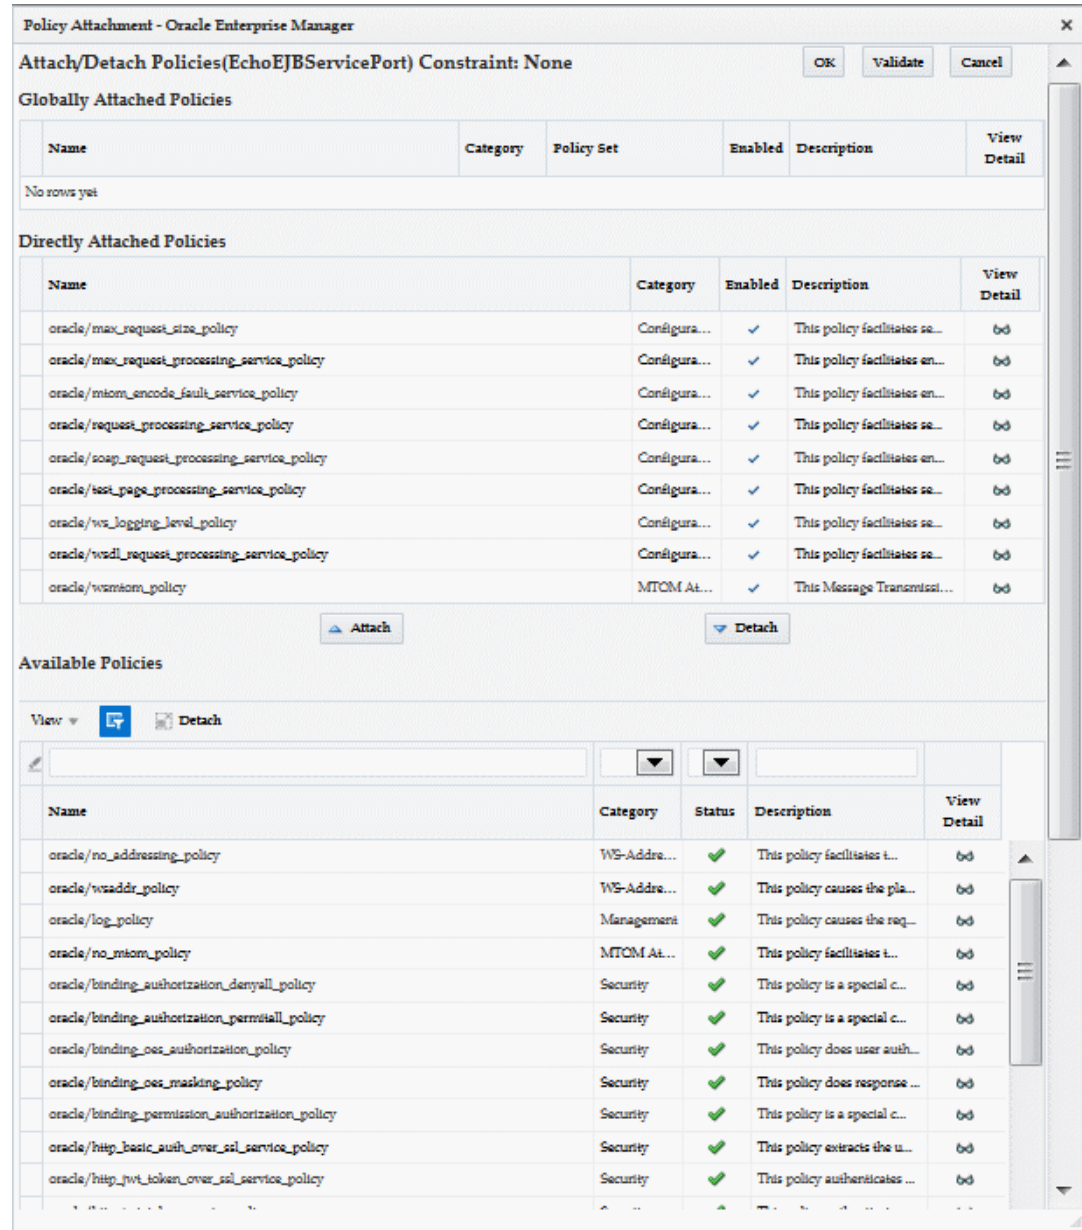 Policy Attachment - Oracle Enterprise Manager
Attach/Detach Policies(EchoEJBServicePort) Constraint: None OK Validate Cancel
Globally Attached Policies
Name Category Policy Set Enabled Description View Detail
No rows yet
Directly Attached Policies
Name Category Enabled Description View Detail
oracle/max_request_size_policy Configura... This policy facilitates se...
oracle/mex_request_processing_service_policy Configura... This policy facilitates en...
oracle/mtom_encode_fault_service_policy Configura... This policy facilitates en...
oracle/request_processing_service_policy Configura... This policy facilitates se...
oracle/soap_request_processing_service_policy Configura... This policy facilitates en...
oracle/test_page_processing_service_policy Configura... This policy facilitates se...
oracle/ws_logging_level_policy Configura... This policy facilitates se...
oracle/wsdl_request_processing_service_policy Configura... This policy facilitates se...
oracle/wsmtom_policy MTOM At... This Message Transmissi...
Attach Detach
Available Policies
View Detach
Name Category Status Description View Detail
oracle/no_addressing_policy WS-Addre... This policy facilitates t...
oracle/wsaddr_policy WS-Addre... This policy causes the pla...
oracle/log_policy Management This policy causes the req...
oracle/no_mtom_policy MTOM At... This policy facilitates t...
oracle/binding_authorization_denyall_policy Security This policy is a special c...
oracle/binding_authorization_permitall_policy Security This policy is a special c...
oracle/binding_oes_authorization_policy Security This policy does user auth...
oracle/binding_oes_masking_policy Security This policy does response ...
oracle/binding_permission_authorization_policy Security This policy is a special c...
oracle/http_basic_auth_over_ssl_service_policy Security This policy extracts the u...
oracle/http_jwt_token_over_ssl_service_policy Security This policy authenticates ...